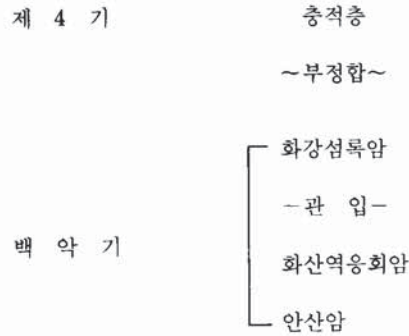 제 4 기 충적층
~부정합~
화강섬록암
-관 입-
백 악 기
화산역응회암
안산암